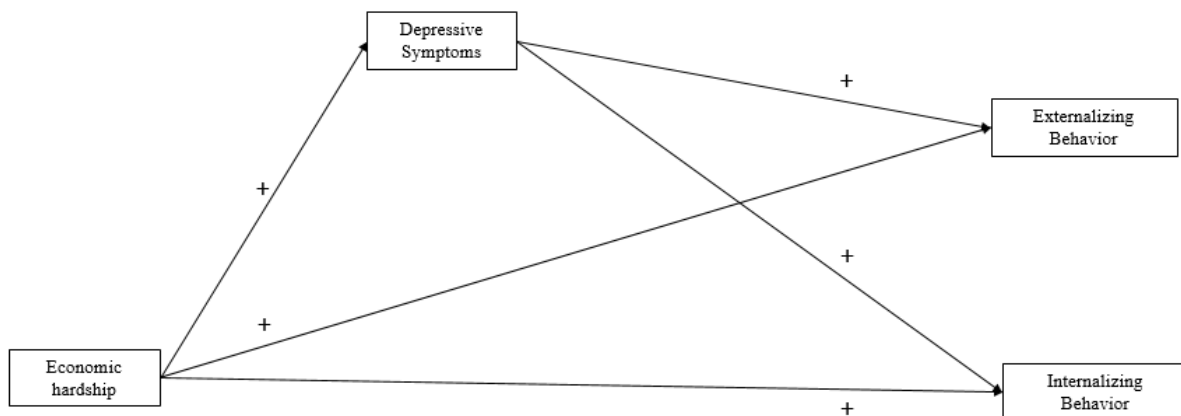 Depressive
Symptoms
+
Externalizing
Behavior
+
+
+
Economic
hardship
Internalizing
Behavior
+